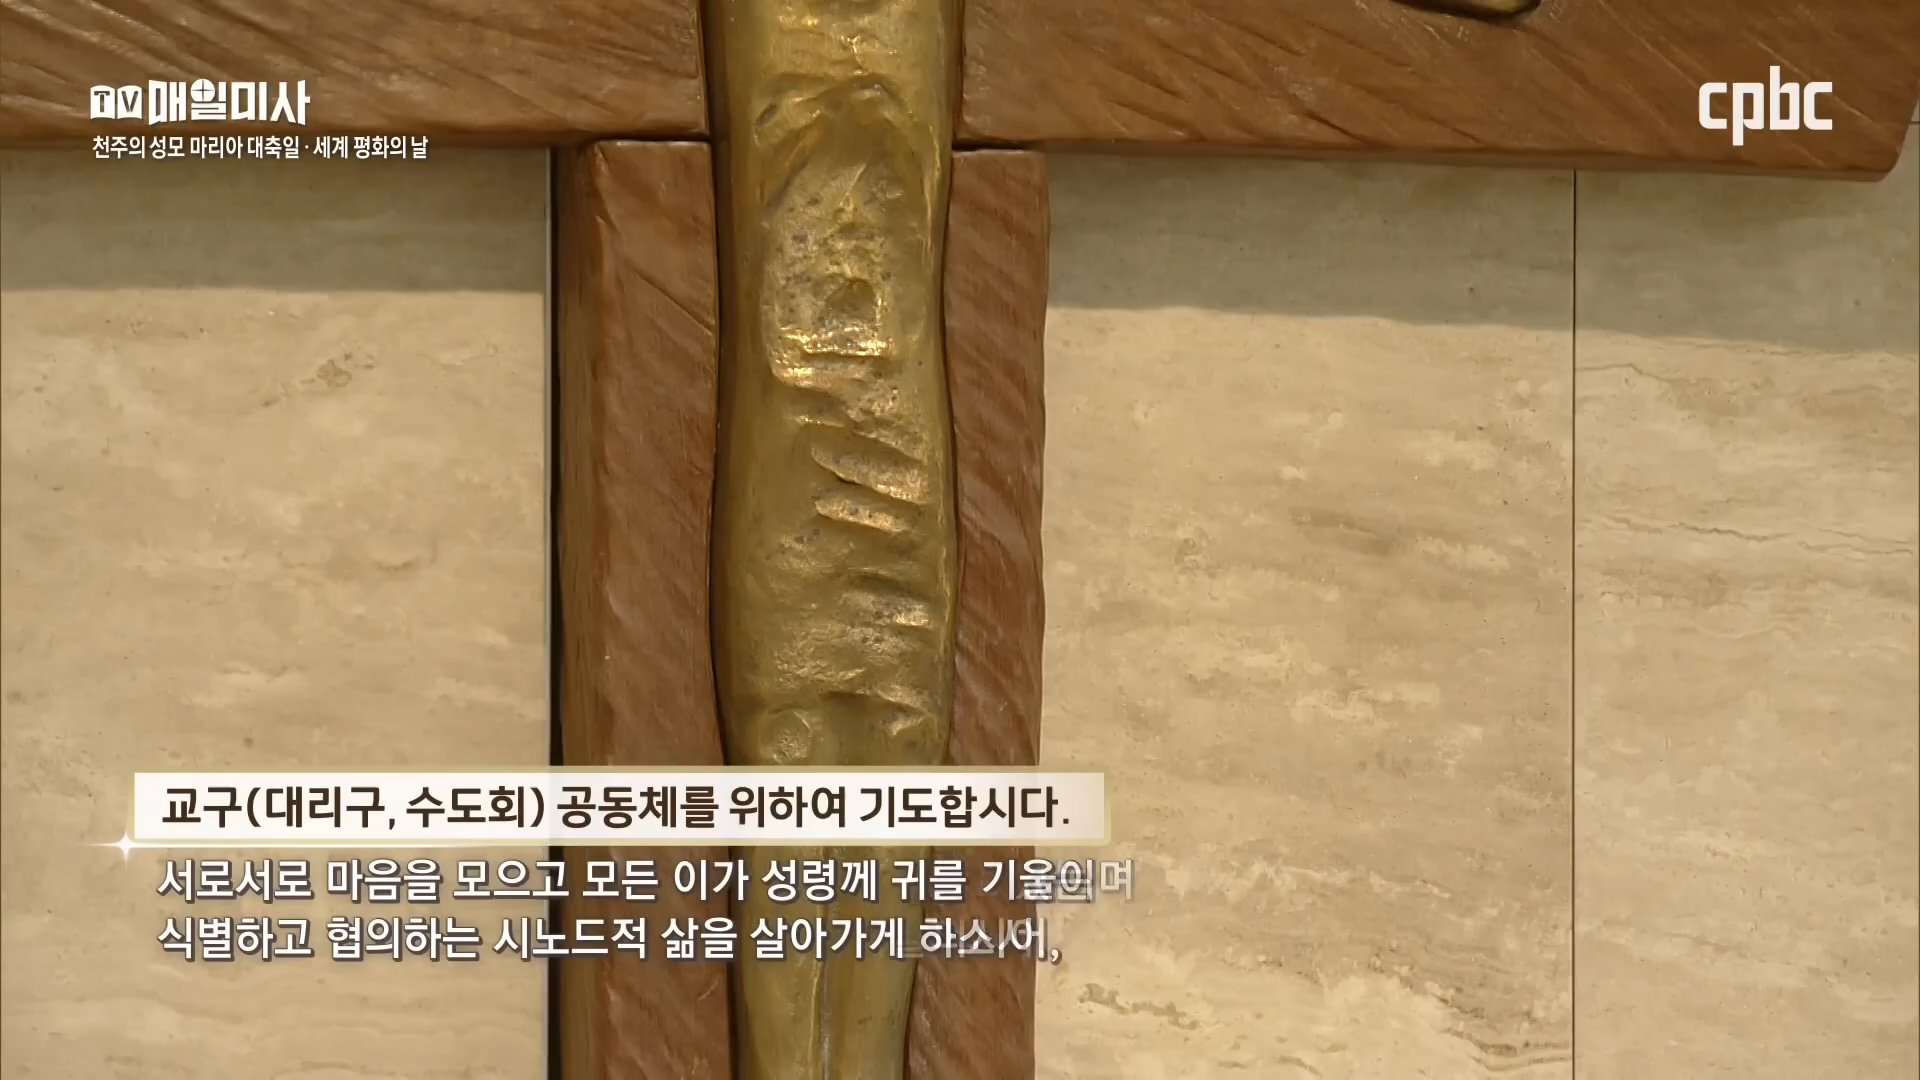 TV매일미사
천주의 성모 마리아 대축일·세계 평화의 날
cpbc
교구(대리구, 수도회) 공동체를 위하여 기도합시다.
서로서로 마음을 모으고 모든 이가 성령께 귀를 기울이며
식별하고 협의하는 시노드적 삶을 살아가게 하소서,